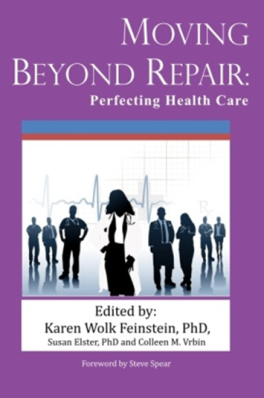 MOVING
BEYOND REPAIR:
Perfecting Health Care
R
Edited by:
Karen Wolk Feinstein, PhD,
Susan Elster, PhD and Colleen M. Vrbin
Foreword by Steve Spear